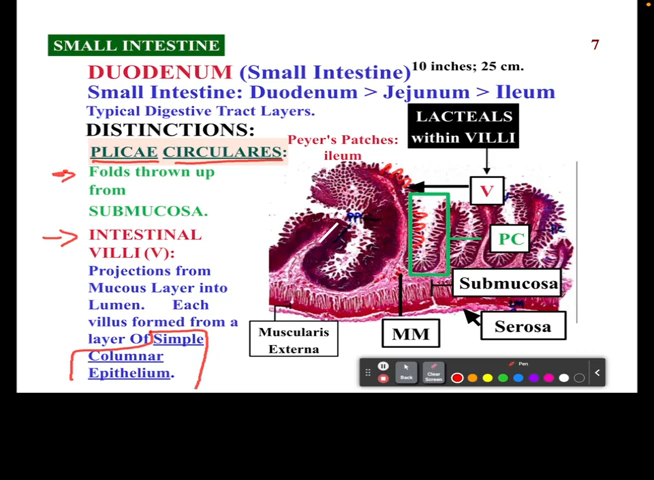 SMALL INTESTINE
7
DUODENUM (Small Intestine) 10 inches; 25 cm.
Small Intestine: Duodenum > Jejunum > Ileum
Typical Digestive Tract Layers.
DISTINCTIONS:
PLICAE CIRCULARES:
Folds thrown up
from
SUBMUCOSA.
INTESTINAL
VILLI (V):
Projections from
Mucous Layer into
Lumen. Each
villus formed from a
layer Of Simple
Columnar
Epithelium.
Peyer's Patches:
ileum
LACTEALS
within VILLI
V
PC
Submucosa
Serosa
MM
Muscularis
Externa
Pen
Back
Clear
Screen